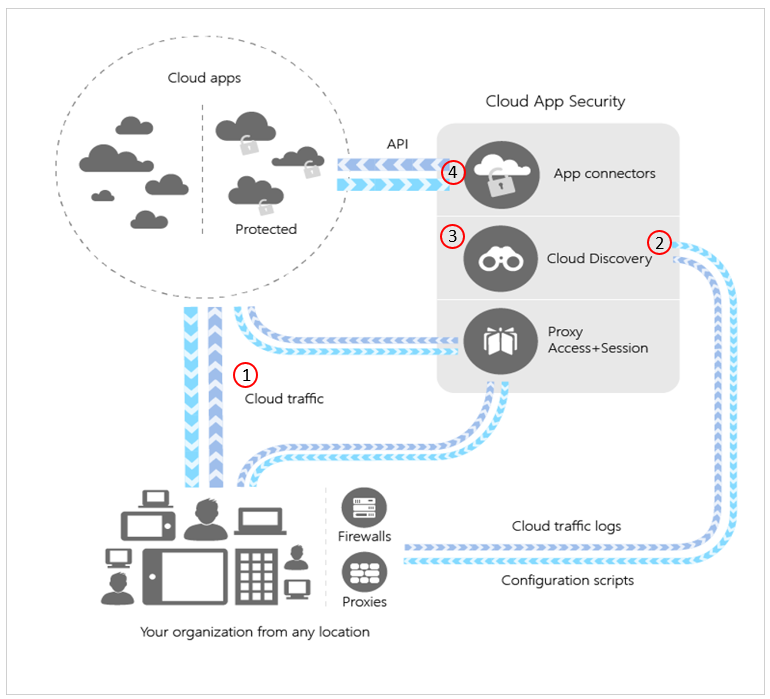 Cloud apps
Protected
API
Cloud App Security
4
App connectors
3
Cloud Discovery
2
Proxy
Access+Session
1
Cloud traffic
Firewalls
Proxies
Cloud traffic logs
Configuration scripts
Your organization from any location